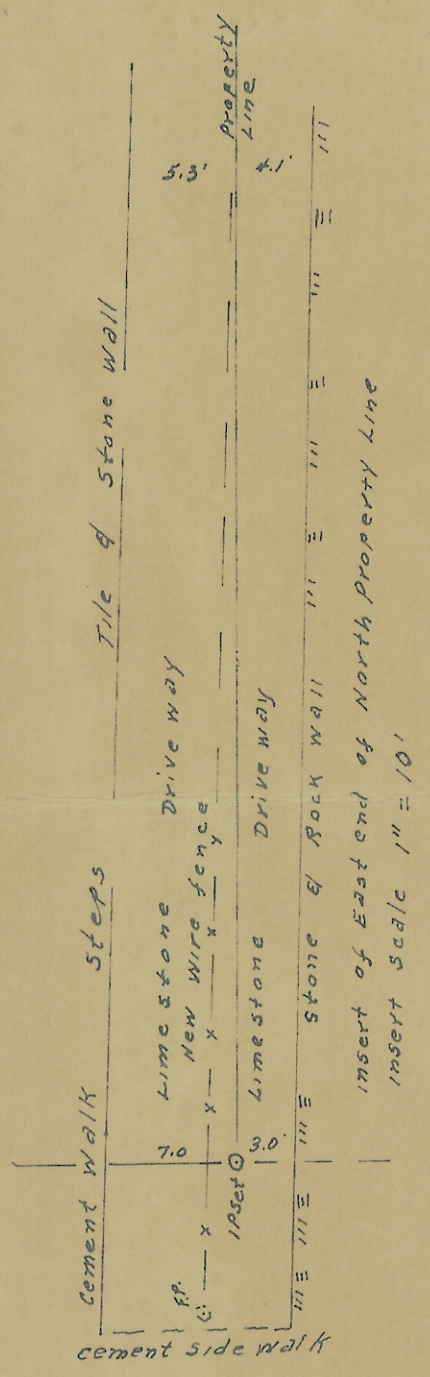 Property
Line
5.3'
4.1'
Tile & Stone Wall
Steps
Cement Walk
Limestone Drive way
New Wire fence
Limestone Drive way
7.0
3.0'
IPSet
F.P.
Stone & Rock Wall
Cement Side Walk
Insert of East end of North Property Line
Insert Scale 1" = 10'